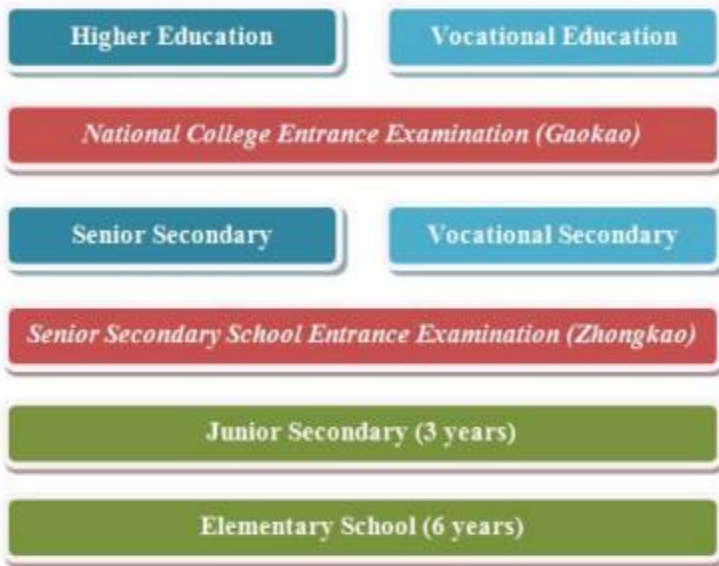 Higher Education
Vocational Education
National College Entrance Examination (Gaokao)
Senior Secondary
Vocational Secondary
Senior Secondary School Entrance Examination (Zhongkao)
Junior Secondary (3 years)
Elementary School (6 years)